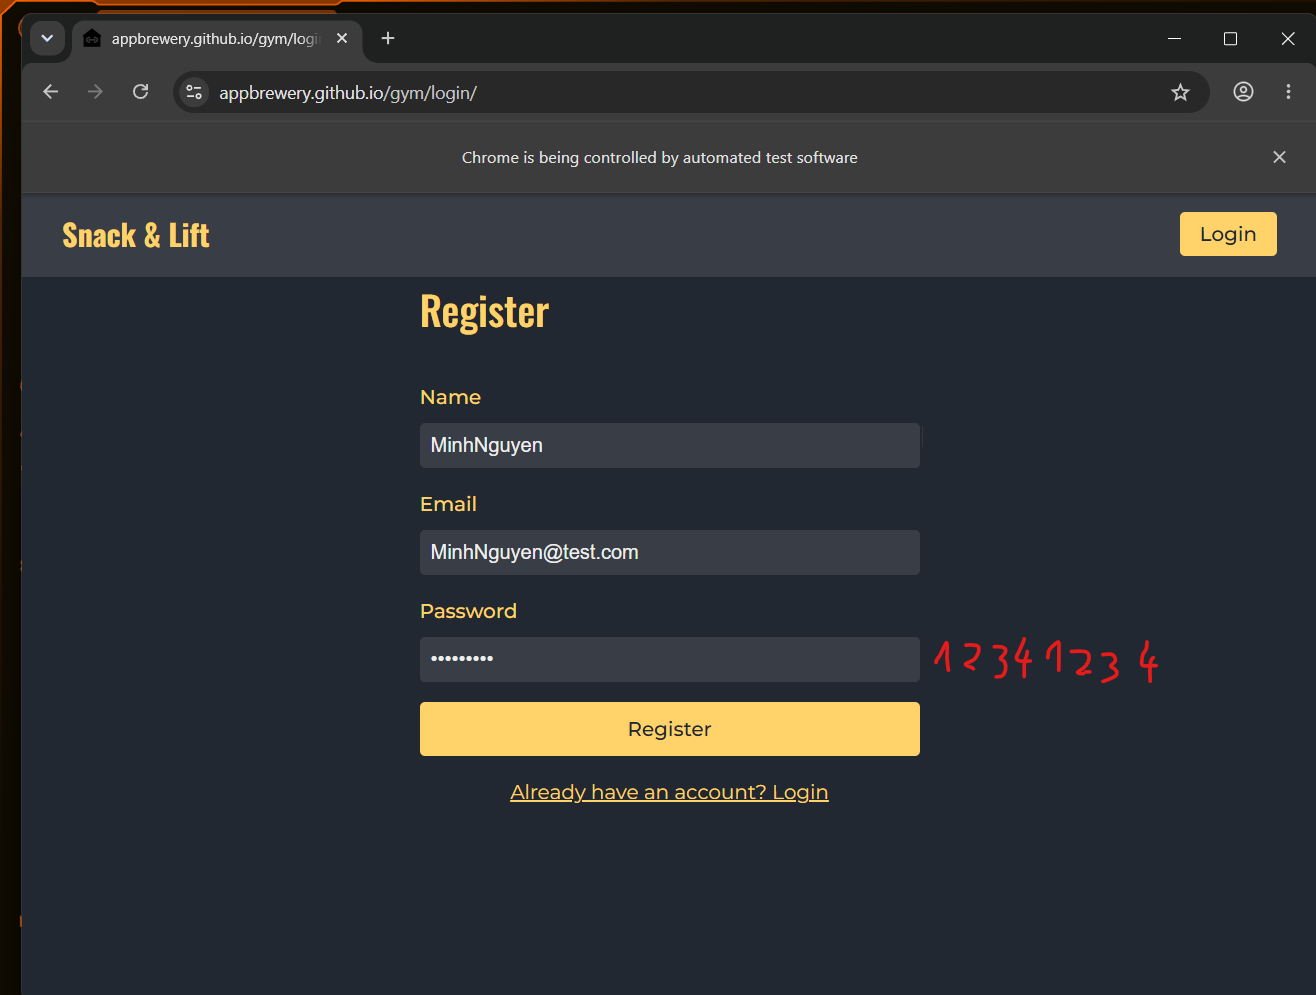 appbrewery.github.io/gym/logi
appbrewery.github.io/gym/login/
Chrome is being controlled by automated test software
Snack & Lift
Login
Register
Name
MinhNguyen
Email
MinhNguyen@test.com
Password
••••••••• 12341234
Register
Already have an account? Login